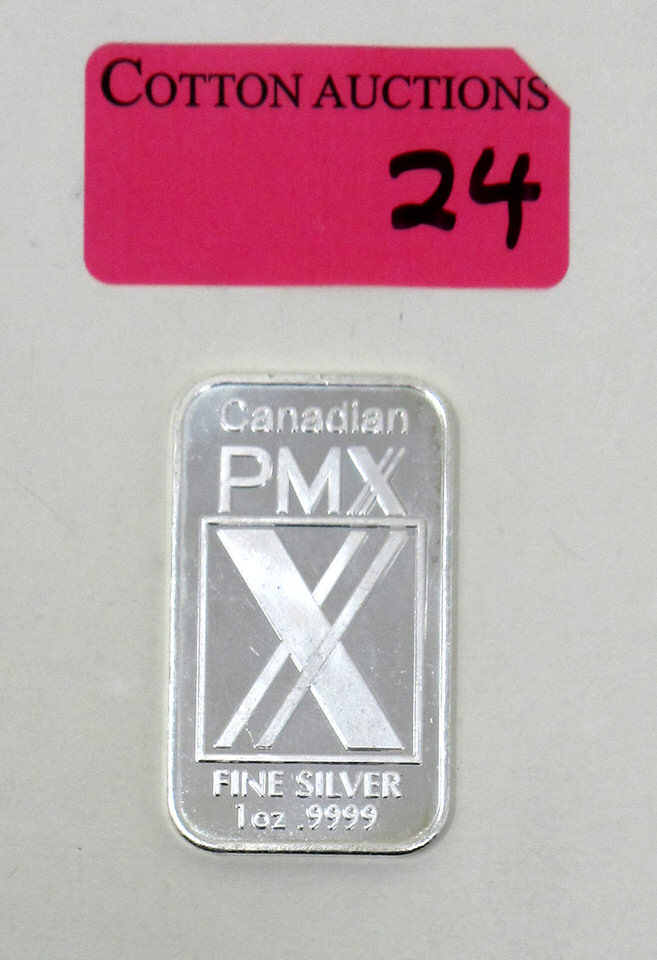 COTTON AUCTIONS
24
Canadian
PMX
X
FINE SILVER
1oz .9999